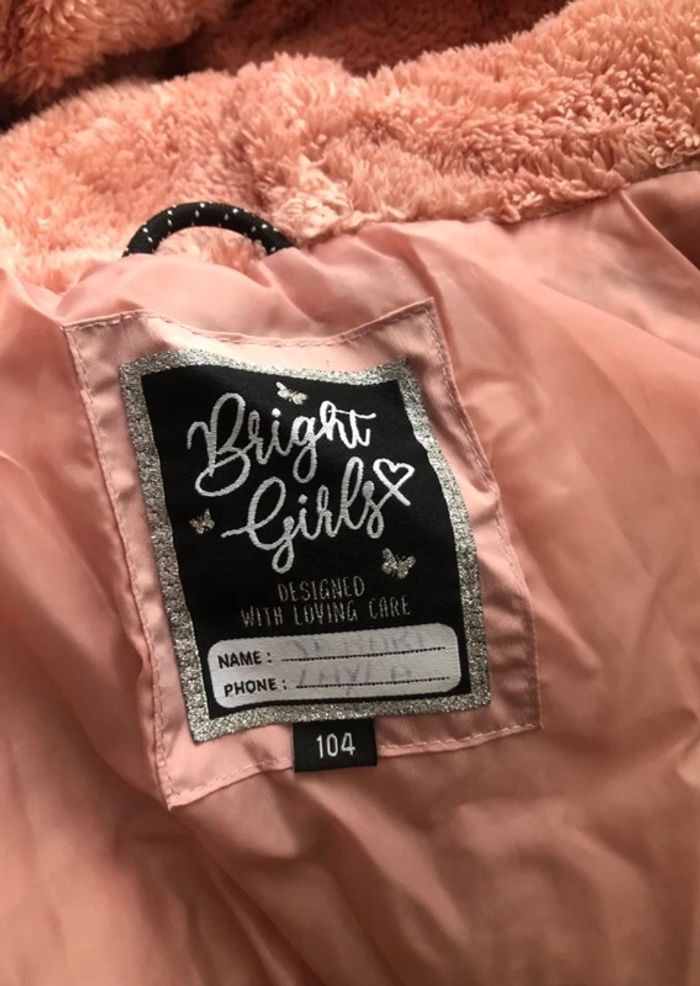 Bright
Girls
DESIGNED
WITH LOVING CARE
NAME :
PHONE :
104